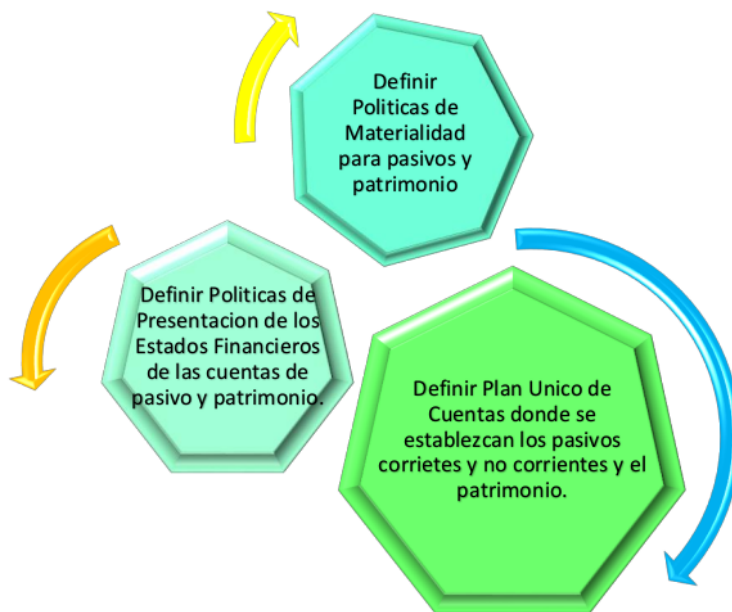 Definir
Politicas de
Materialidad
para pasivos y
patrimonio
Definir Politicas de
Presentacion de los
Estados Financieros
de las cuentas de
pasivo y patrimonio.
Definir Plan Unico de
Cuentas donde se
establezcan los pasivos
corrietes y no corrientes y el
patrimonio.